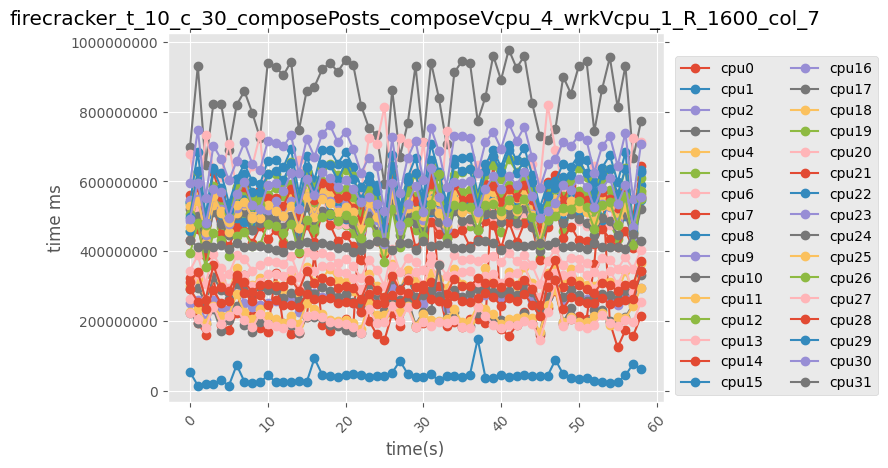 firecracker_t_10_c_30_composePosts_composeVcpu_4_wrkVcpu_1_R_1600_col_7
1000000000
800000000
600000000
400000000
200000000
0
time ms
0
10
20
30
40
50
60
time(s)
cpu0
cpu1
cpu2
cpu3
cpu4
cpu5
cpu6
cpu7
cpu8
cpu9
cpu10
cpu11
cpu12
cpu13
cpu14
cpu15
cpu16
cpu17
cpu18
cpu19
cpu20
cpu21
cpu22
cpu23
cpu24
cpu25
cpu26
cpu27
cpu28
cpu29
cpu30
cpu31